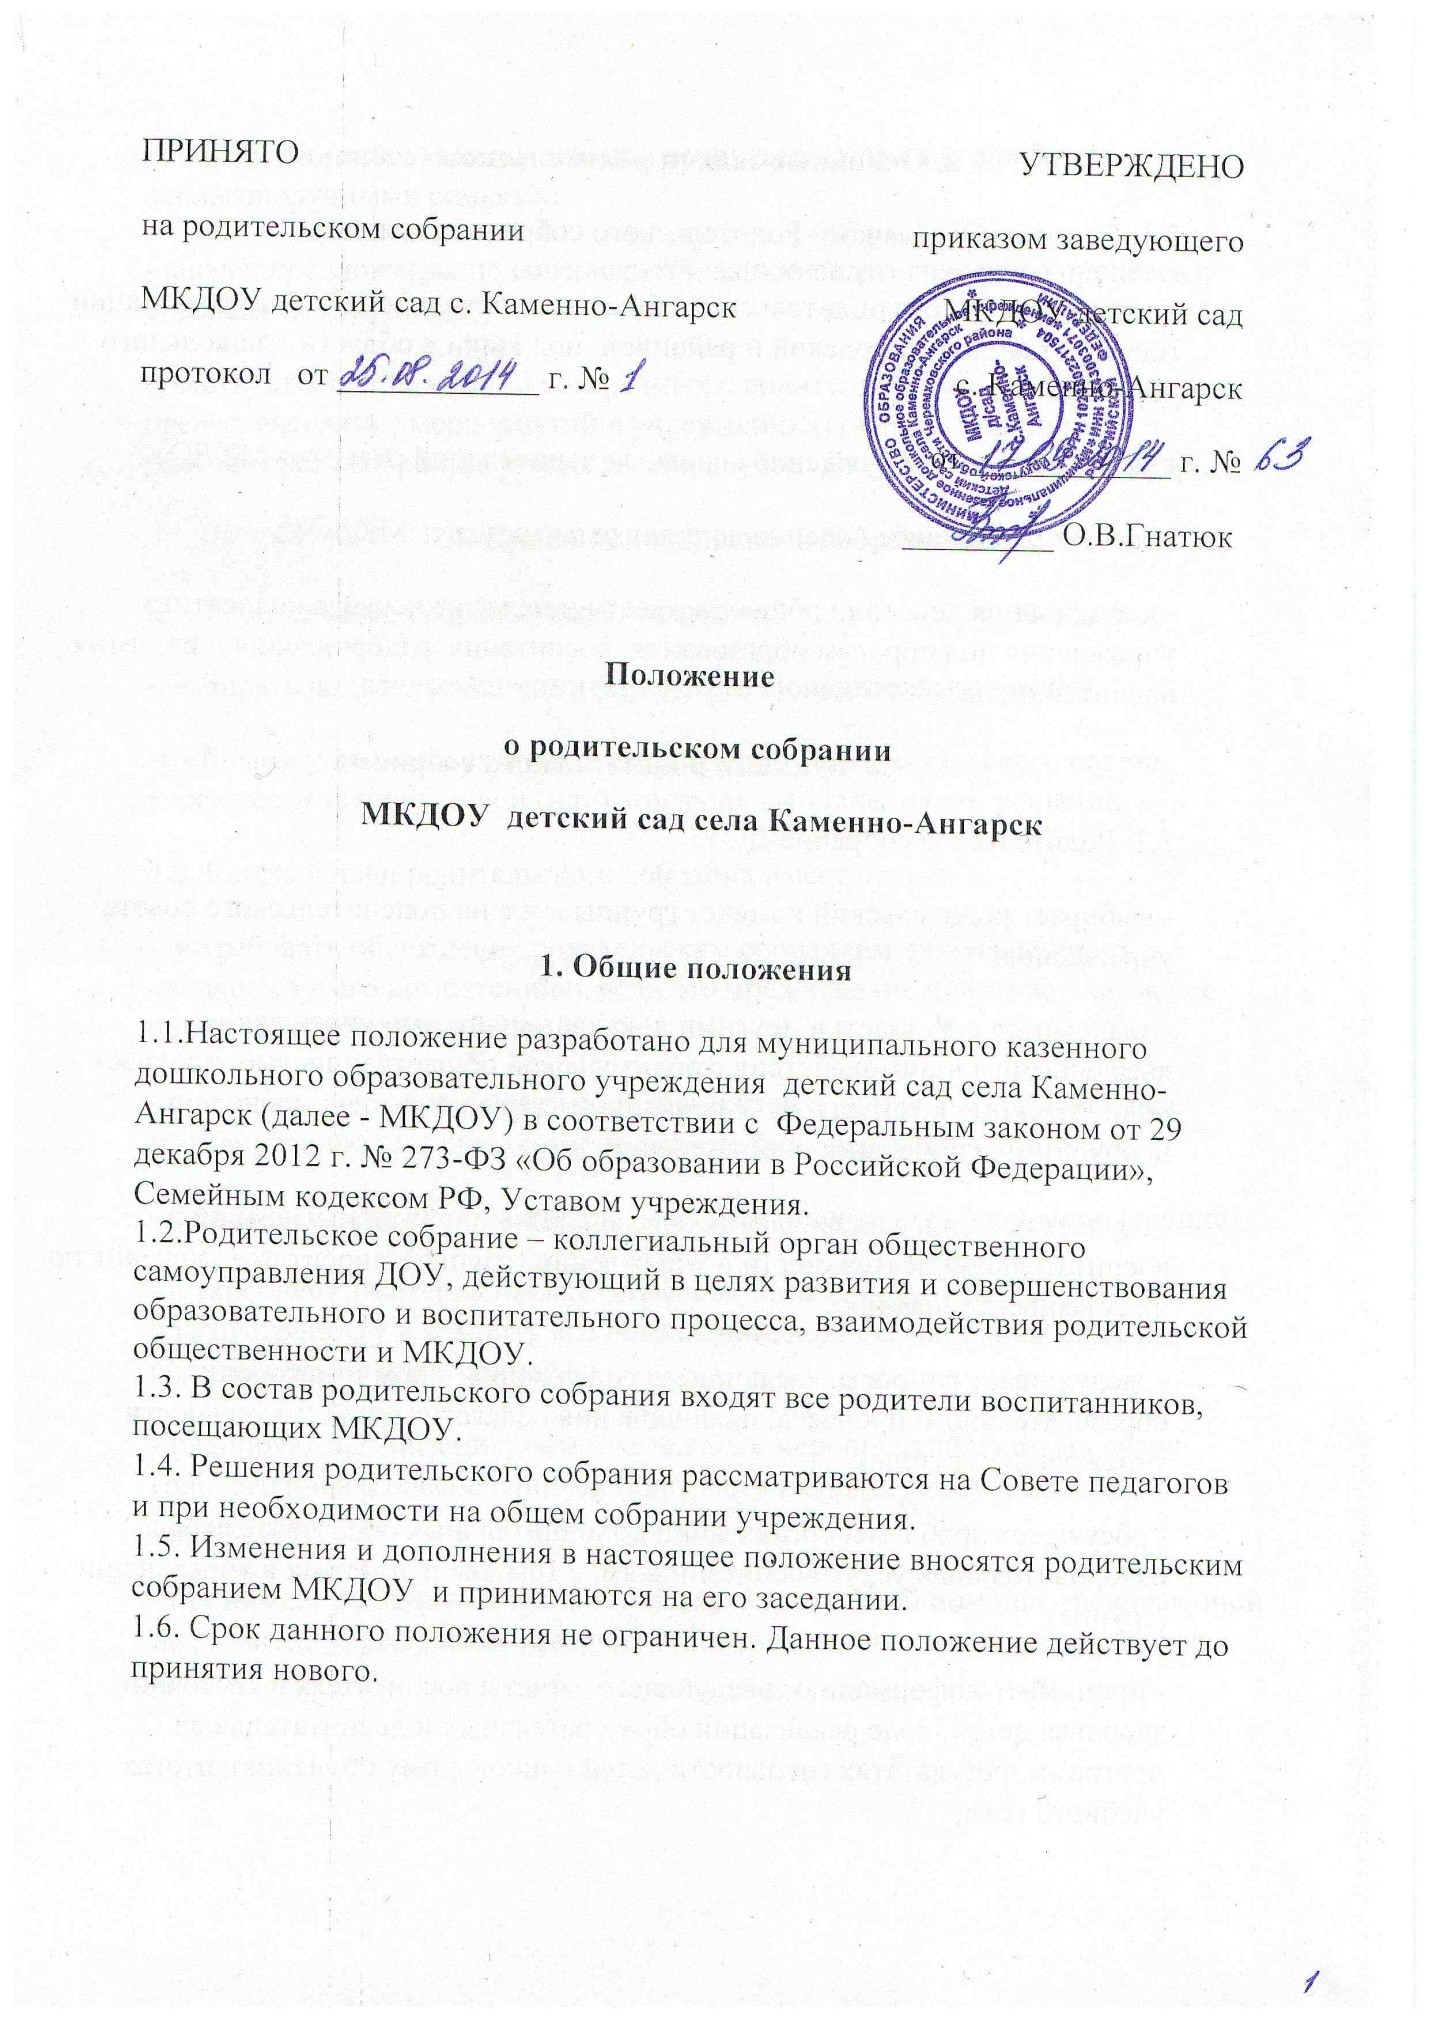 ПРИНЯТО
на родительском собрании
МКДОУ детский сад с. Каменно-Ангарск
протокол от 25.08.2014 г. № 1
УТВЕРЖДЕНО
приказом заведующего
МКДОУ детский сад
с. Каменно-Ангарск
от 2014 г. № 63
О.В.Гнатюк
МКДОУ
д/сад
с.Каменно-
Ангарск
Положение
о родительском собрании
МКДОУ детский сад села Каменно-Ангарск
1. Общие положения
1.1.Настоящее положение разработано для муниципального казенного
дошкольного образовательного учреждения детский сад села Каменно-
Ангарск (далее - МКДОУ) в соответствии с Федеральным законом от 29
декабря 2012 г. № 273-ФЗ «Об образовании в Российской Федерации»,
Семейным кодексом РФ, Уставом учреждения.
1.2.Родительское собрание – коллегиальный орган общественного
самоуправления ДОУ, действующий в целях развития и совершенствования
образовательного и воспитательного процесса, взаимодействия родительской
общественности и МКДОУ.
1.3. В состав родительского собрания входят все родители воспитанников,
посещающих МКДОУ.
1.4. Решения родительского собрания рассматриваются на Совете педагогов
и при необходимости на общем собрании учреждения.
1.5. Изменения и дополнения в настоящее положение вносятся родительским
собранием МКДОУ и принимаются на его заседании.
1.6. Срок данного положения не ограничен. Данное положение действует до
принятия нового.
1